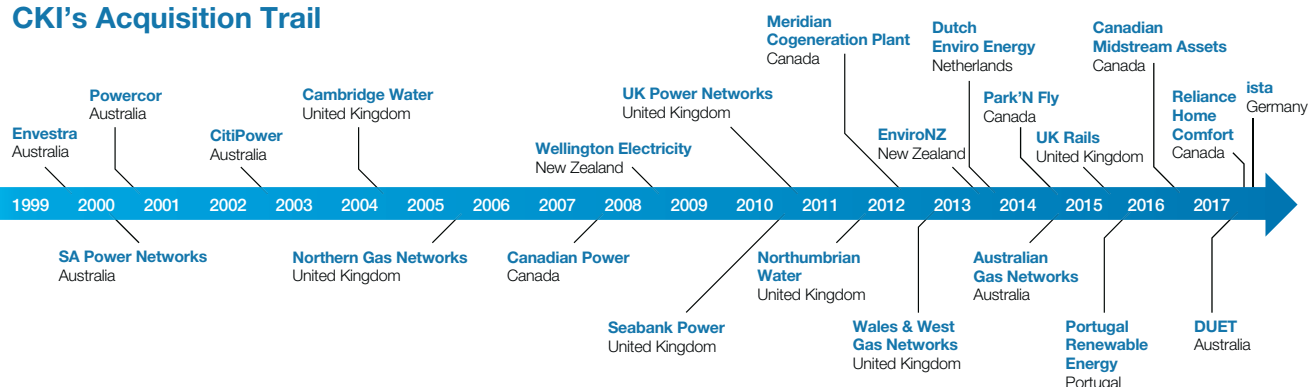 CKI's Acquisition Trail
Envestra
Australia
Powercor
Australia
CitiPower
Australia
Cambridge Water
United Kingdom
Wellington Electricity
New Zealand
UK Power Networks
United Kingdom
Meridian
Cogeneration Plant
Canada
EnviroNZ
New Zealand
Dutch
Enviro Energy
Netherlands
Park'N Fly
Canada
UK Rails
United Kingdom
Canadian
Midstream Assets
Canada
Reliance
Home
Comfort
Canada
ista
Germany
1999 2000 2001 2002 2003 2004 2005 2006 2007 2008 2009 2010 2011 2012 2013 2014 2015 2016 2017
SA Power Networks
Australia
Northern Gas Networks
United Kingdom
Canadian Power
Canada
Seabank Power
United Kingdom
Northumbrian
Water
United Kingdom
Wales & West
Gas Networks
United Kingdom
Australian
Gas Networks
Australia
Portugal
Renewable
Energy
Portugal
DUET
Australia